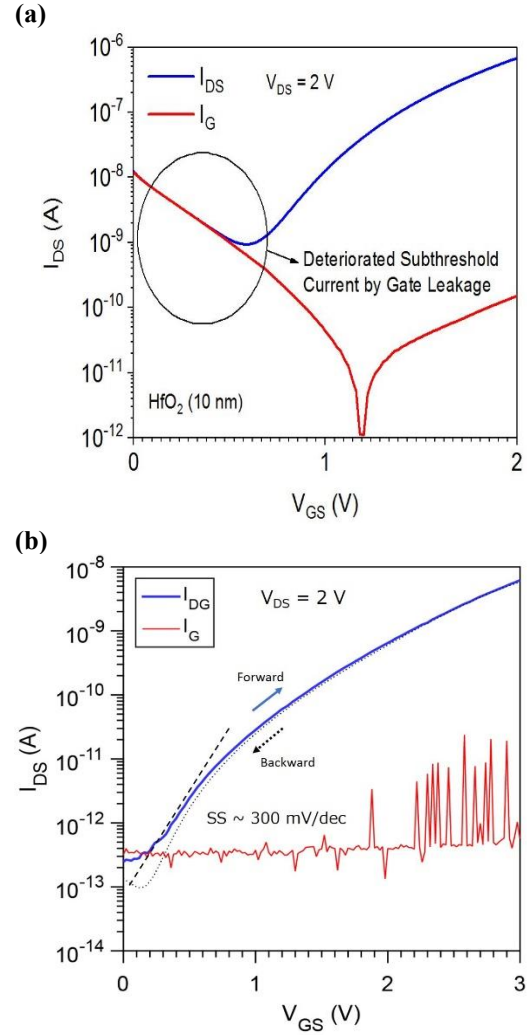 (a)
10⁻⁶
10⁻⁷
10⁻⁸
10⁻⁹
10⁻¹⁰
10⁻¹¹
10⁻¹²
I_DS (A)
I_DS
I_G
V_DS = 2 V
Deteriorated Subthreshold
Current by Gate Leakage
HfO₂ (10 nm)
0 1 2
V_GS (V)
(b)
10⁻⁸
10⁻⁹
10⁻¹⁰
10⁻¹¹
10⁻¹²
10⁻¹³
10⁻¹⁴
I_DS (A)
I_DG
I_G
V_DS = 2 V
Forward
Backward
SS ~ 300 mV/dec
0 1 2 3
V_GS (V)